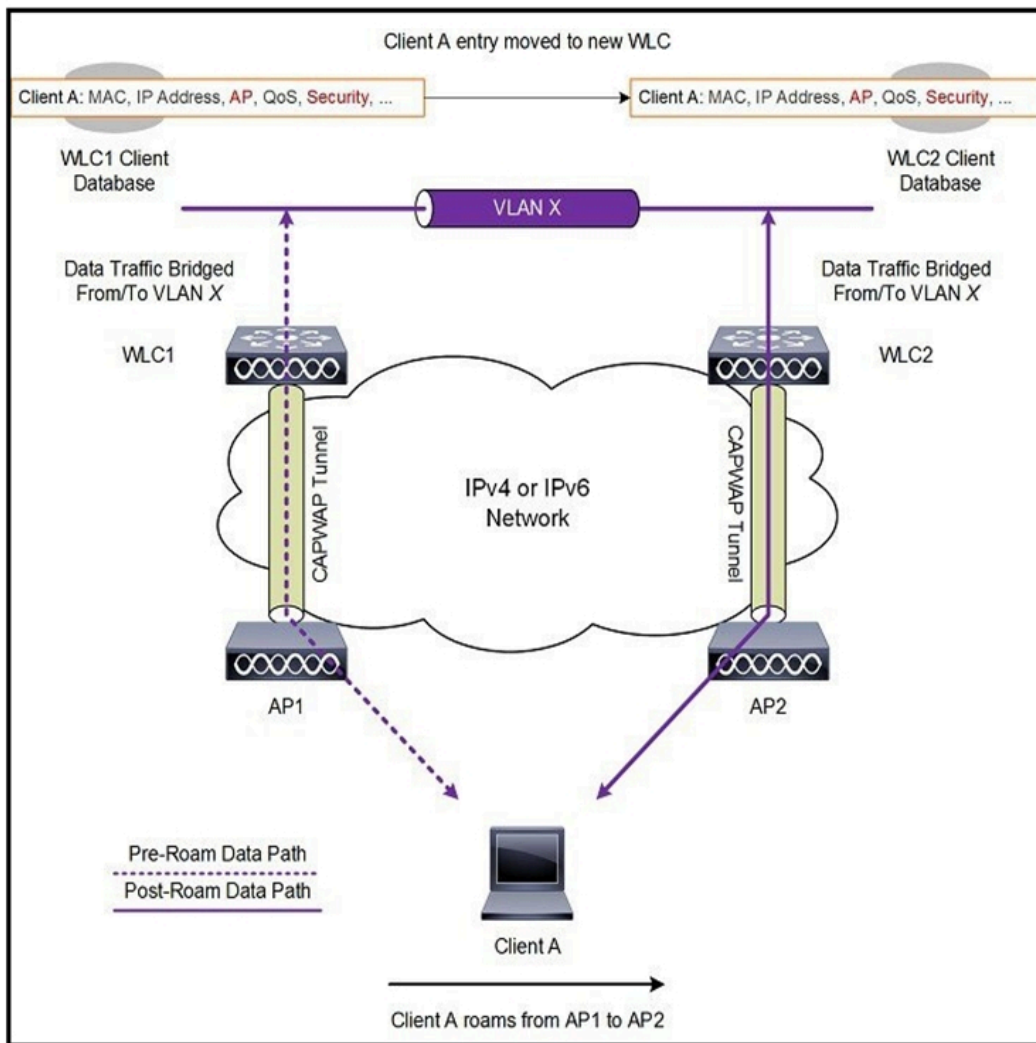 Client A entry moved to new WLC
Client A: MAC, IP Address, AP, QoS, Security, ...
Client A: MAC, IP Address, AP, QoS, Security, ...
WLC1 Client
Database
WLC2 Client
Database
VLAN X
Data Traffic Bridged
From/To VLAN X
Data Traffic Bridged
From/To VLAN X
WLC1
WLC2
CAPWAP Tunnel
CAPWAP Tunnel
IPv4 or IPv6
Network
AP1
AP2
Pre-Roam Data Path
Post-Roam Data Path
Client A
Client A roams from AP1 to AP2